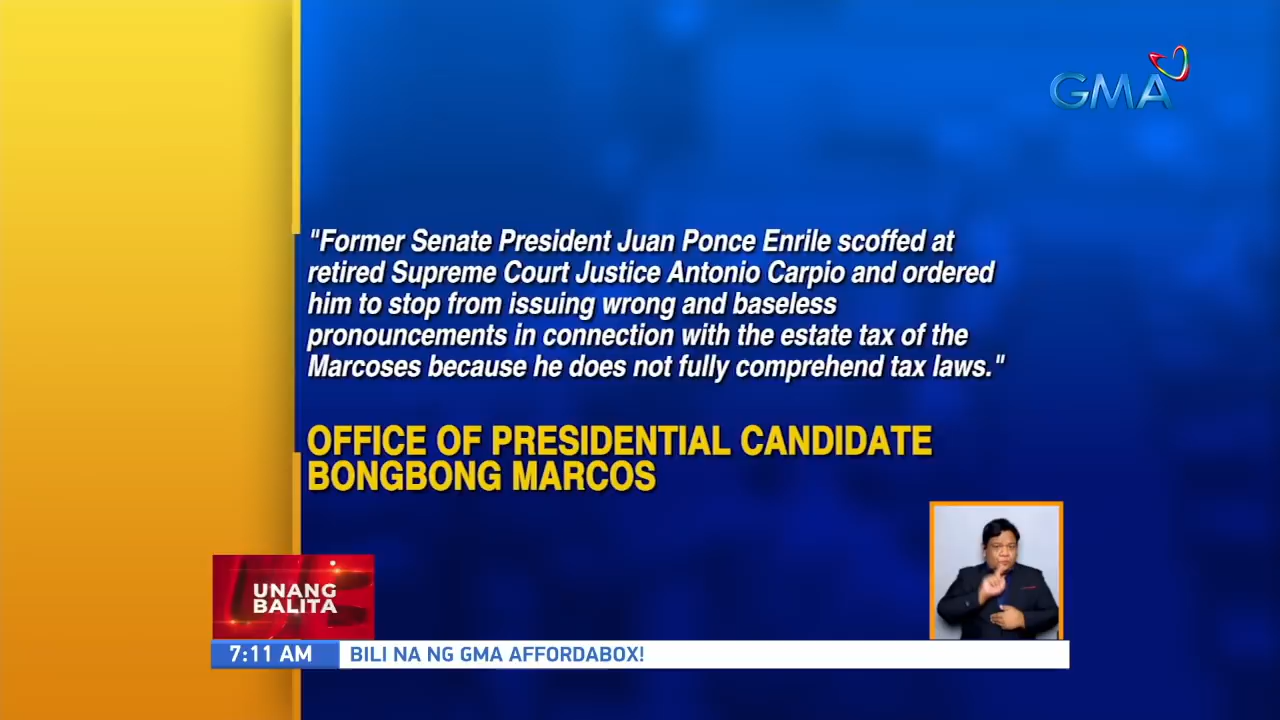 GMA
"Former Senate President Juan Ponce Enrile scoffed at
retired Supreme Court Justice Antonio Carpio and ordered
him to stop from issuing wrong and baseless
pronouncements in connection with the estate tax of the
Marcoses because he does not fully comprehend tax laws."
OFFICE OF PRESIDENTIAL CANDIDATE
BONGBONG MARCOS
UNANG
BALITA
7:11 AM BILI NA NG GMA AFFORDABOX!